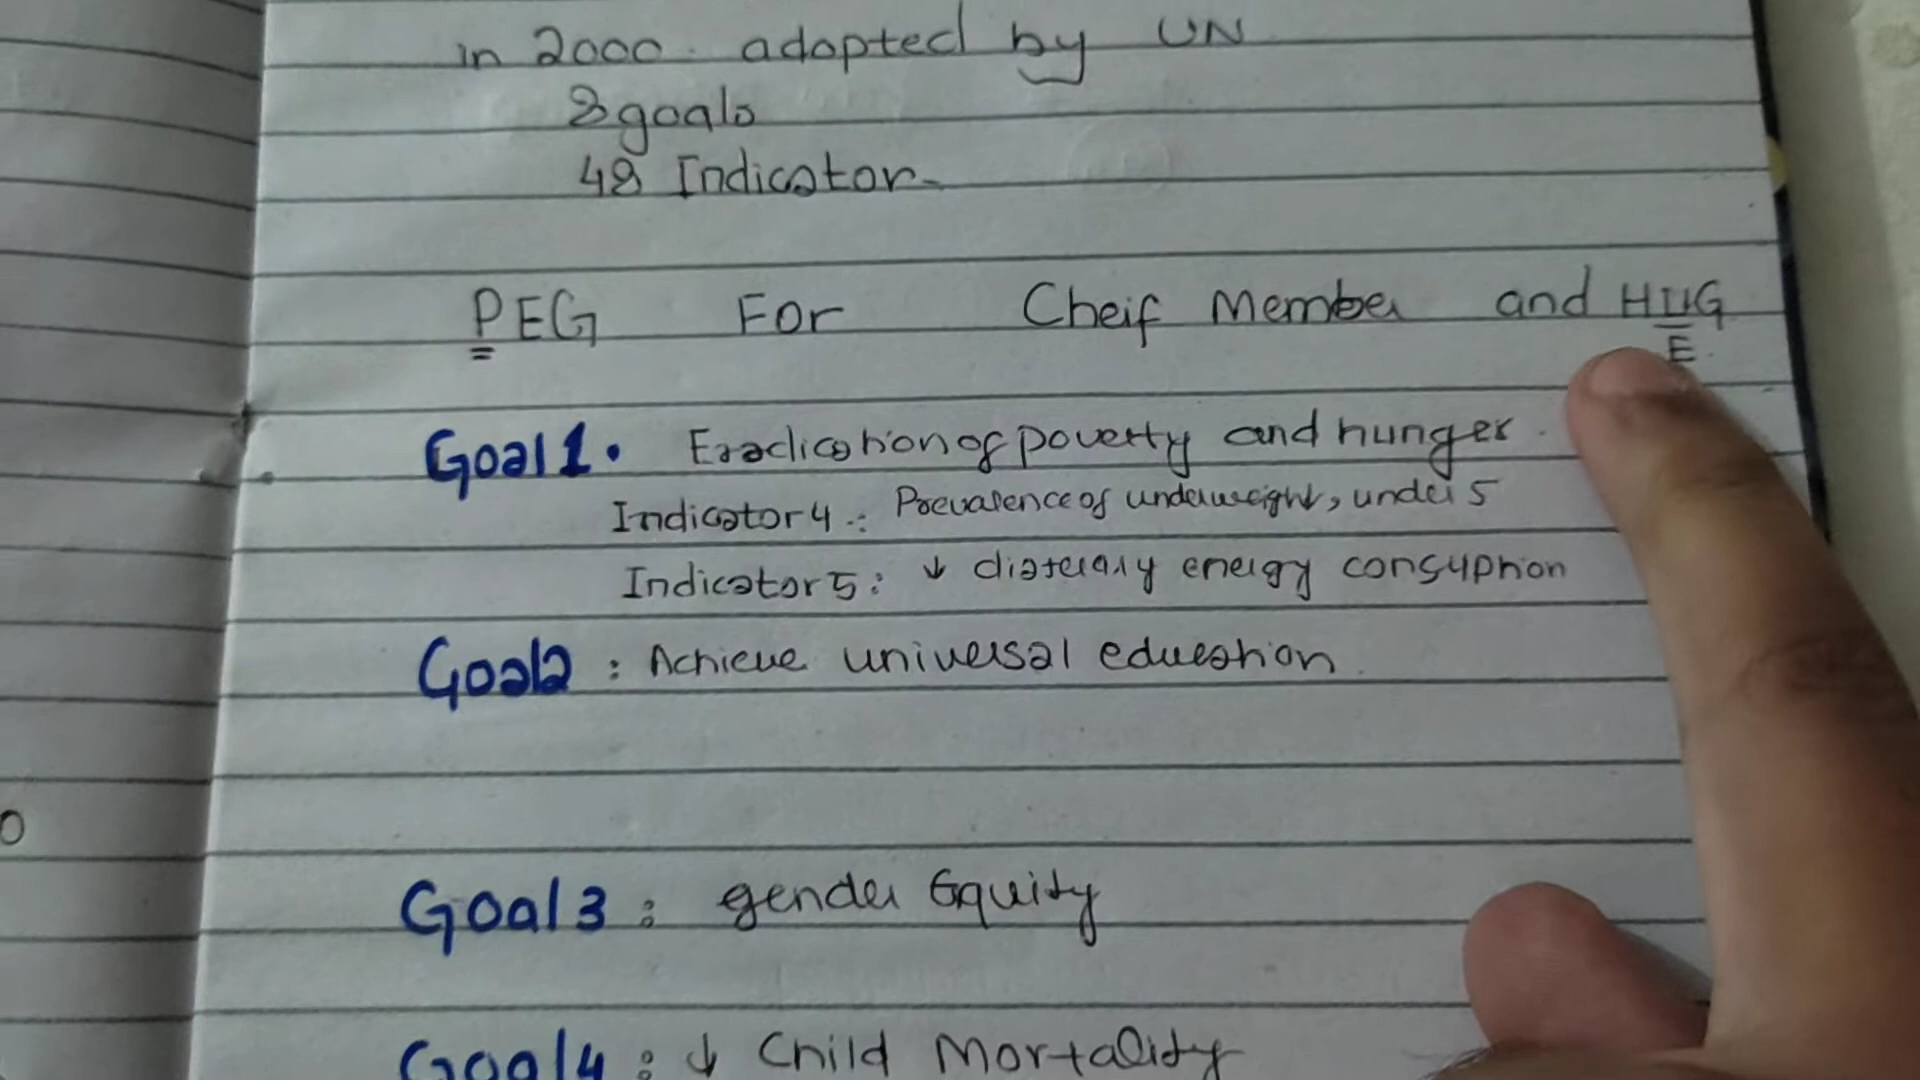 in 2000. adopted by UN
8 goals
48 Indicator-
PEG For Cheif Member and HUG
E.
Goal 1. Eradication of poverty and hunger.
Indicator 4 : Prevalence of underweight, under 5
Indicator 5 : ↓ diaterary energy consuption
Goal 2 : Achieve universal education.
0
Goal 3 : gender Equity
Goal 4 : ↓ Child Mortality